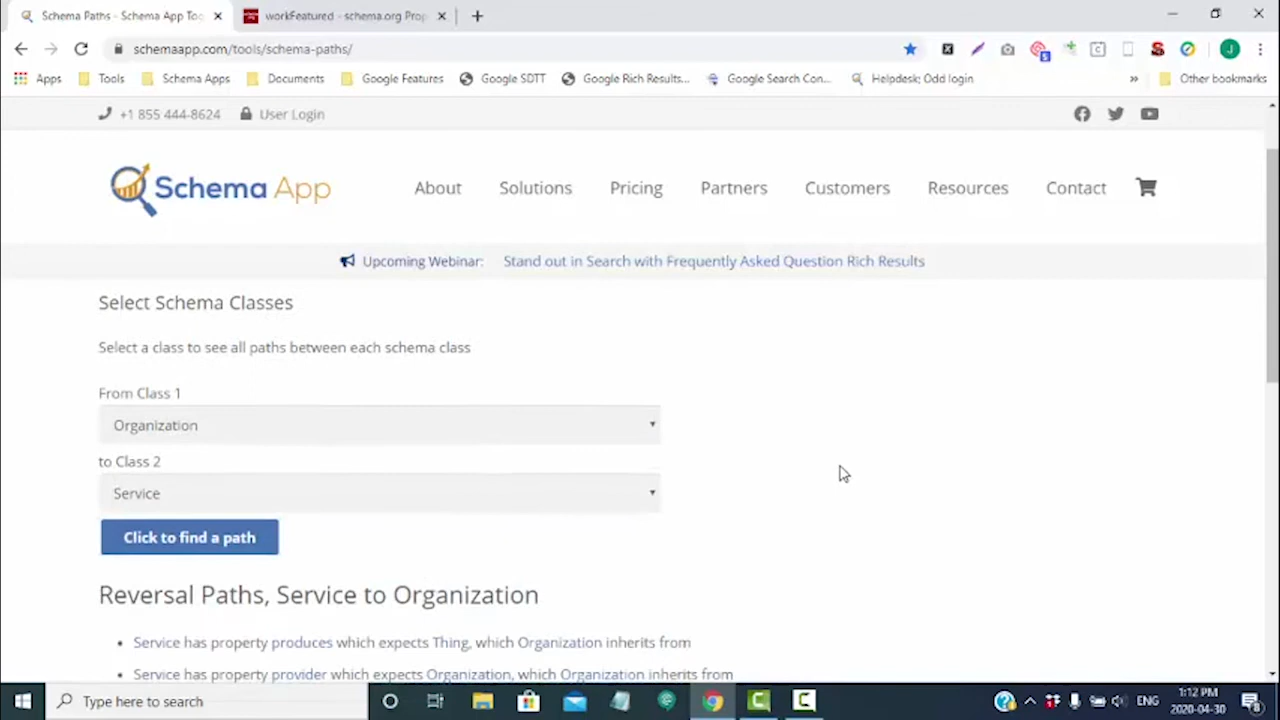 Schema Paths - Schema App Too
workFeatured - schema.org Prop
schemaapp.com/tools/schema-paths/
J
Apps
Tools
Schema Apps
Documents
Google Features
Google SDTT
Google Rich Results...
Google Search Con...
Helpdesk: Odd login
»
Other bookmarks
+1 855 444-8624
User Login
Schema App
About
Solutions
Pricing
Partners
Customers
Resources
Contact
Upcoming Webinar: Stand out in Search with Frequently Asked Question Rich Results
Select Schema Classes
Select a class to see all paths between each schema class
From Class 1
Organization
to Class 2
Service
Click to find a path
Reversal Paths, Service to Organization
• Service has property produces which expects Thing, which Organization inherits from
• Service has property provider which expects Organization, which Organization inherits from
Type here to search
ENG
1:12 PM
2020-04-30